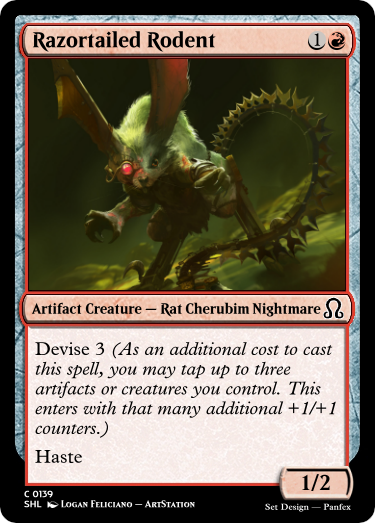 Razortailed Rodent 1
Artifact Creature — Rat Cherubim Nightmare
Devise 3 (As an additional cost to cast
this spell, you may tap up to three
artifacts or creatures you control. This
enters with that many additional +1/+1
counters.)
Haste
1/2
C 0139
SHL Logan Feliciano — ArtStation
Set Design — Panfex